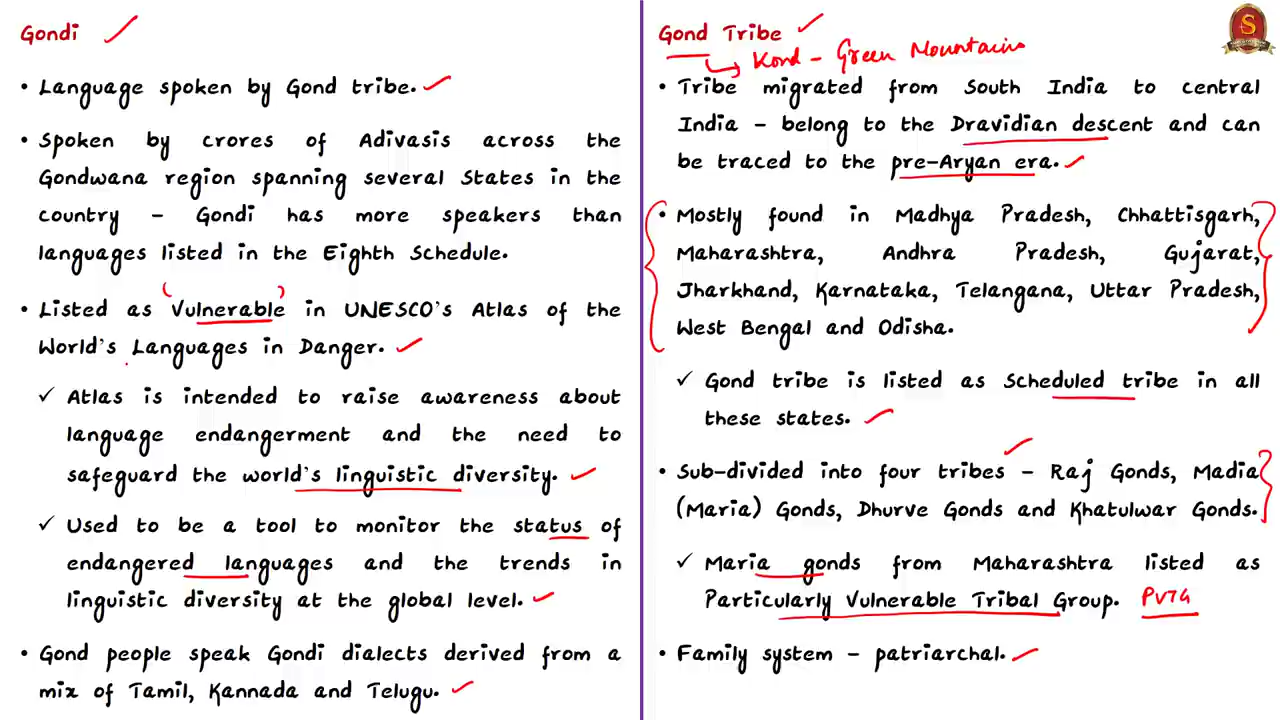 Gondi
• Language spoken by Gond tribe.
• Spoken by crores of Adivasis across the
Gondwana region spanning several States in the
country – Gondi has more speakers than
languages listed in the Eighth Schedule.
• Listed as Vulnerable in UNESCO's Atlas of the
World's Languages in Danger.
✓ Atlas is intended to raise awareness about
language endangerment and the need to
safeguard the world's linguistic diversity.
✓ Used to be a tool to monitor the status of
endangered languages and the trends in
linguistic diversity at the global level.
• Gond people speak Gondi dialects derived from a
mix of Tamil, Kannada and Telugu.
Gond Tribe
Kond – Green Mountains
• Tribe migrated from South India to central
India – belong to the Dravidian descent and can
be traced to the pre-Aryan era.
• Mostly found in Madhya Pradesh, Chhattisgarh,
Maharashtra, Andhra Pradesh, Gujarat,
Jharkhand, Karnataka, Telangana, Uttar Pradesh,
West Bengal and Odisha.
✓ Gond tribe is listed as Scheduled tribe in all
these states.
• Sub-divided into four tribes – Raj Gonds, Madia
(Maria) Gonds, Dhurve Gonds and Khatulwar Gonds.
✓ Maria gonds from Maharashtra listed as
Particularly Vulnerable Tribal Group. PVTG
• Family system – patriarchal.
S